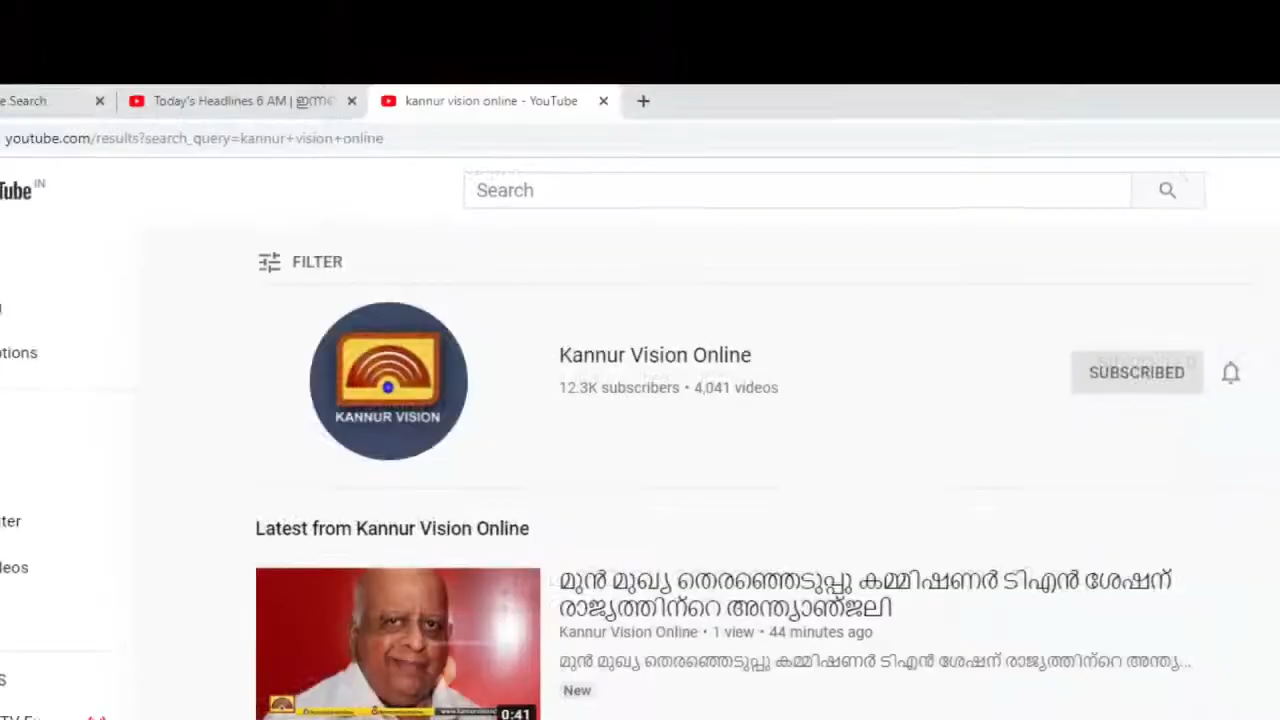 e Search
Today's Headlines 6 AM |
kannur vision online - YouTube
youtube.com/results?search_query=kannur+vision+online
Tube IN
Search
FILTER
KANNUR VISION
Kannur Vision Online
12.3K subscribers • 4,041 videos
SUBSCRIBED
Latest from Kannur Vision Online
മുൻ മുഖ്യ തെരഞ്ഞെടുപ്പു കമ്മിഷണർ ടിഎൻ ശേഷന്
രാജ്യത്തിന്റെ അന്ത്യാഞ്ജലി
Kannur Vision Online • 1 view • 44 minutes ago
മുൻ മുഖ്യ തെരഞ്ഞെടുപ്പു കമ്മിഷണർ ടിഎൻ ശേഷന് രാജ്യത്തിന്റെ അന്ത്യ...
New
0:41